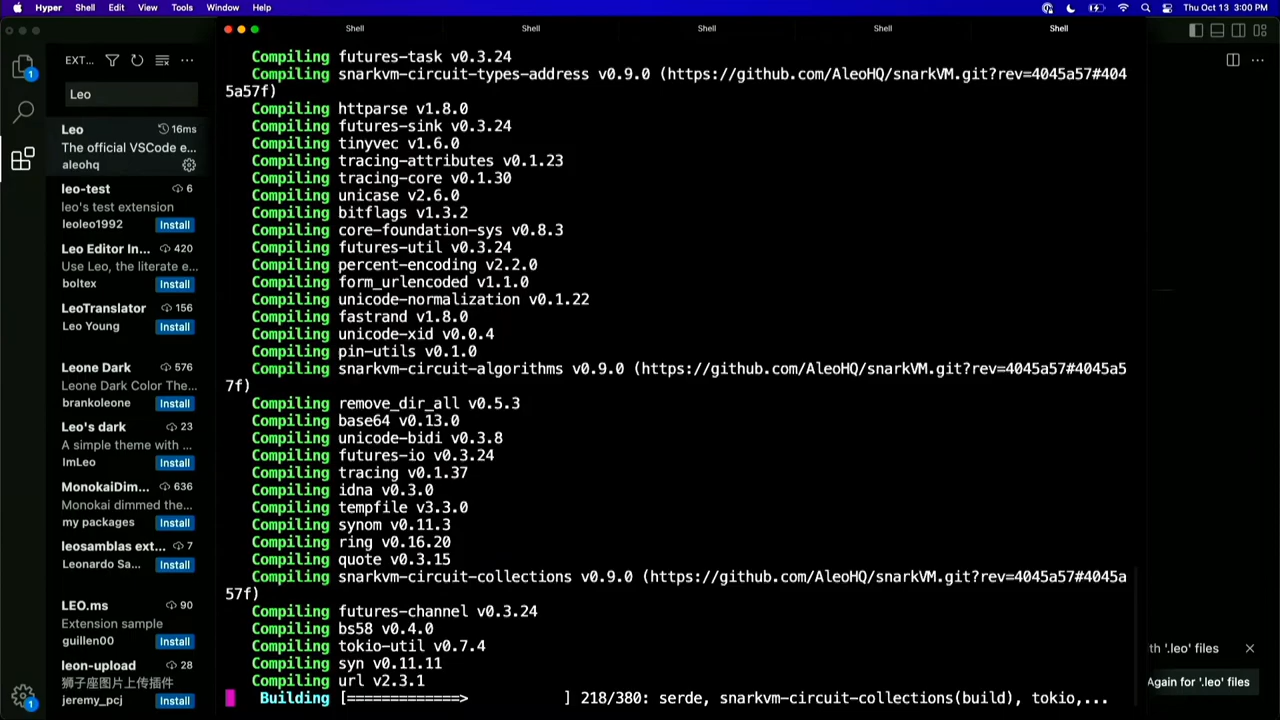 Hyper Shell Edit View Tools Window Help Thu Oct 13 3:00 PM
Shell Shell Shell Shell Shell
EXT...
Leo
Leo 16ms
The official VSCode e...
aleohq
leo-test 6
leo's test extension
leoleo1992 Install
Leo Editor In... 420
Use Leo, the literate e...
boltex Install
LeoTranslator 156
Leo Young Install
Leone Dark 576
Leone Dark Color The...
brankoleone Install
Leo's dark 23
A simple theme with ...
ImLeo Install
MonokaiDim... 636
Monokai dimmed the...
my packages Install
leosamblas ext... 7
Leonardo Sa... Install
LEO.ms 90
Extension sample
guillen00 Install
leon-upload 28
狮子座图片上传插件
jeremy_pcj Install
1
1
Compiling futures-task v0.3.24
Compiling snarkvm-circuit-types-address v0.9.0 (https://github.com/AleoHQ/snarkVM.git?rev=4045a57#404
5a57f)
Compiling httparse v1.8.0
Compiling futures-sink v0.3.24
Compiling tinyvec v1.6.0
Compiling tracing-attributes v0.1.23
Compiling tracing-core v0.1.30
Compiling unicase v2.6.0
Compiling bitflags v1.3.2
Compiling core-foundation-sys v0.8.3
Compiling futures-util v0.3.24
Compiling percent-encoding v2.2.0
Compiling form_urlencoded v1.1.0
Compiling unicode-normalization v0.1.22
Compiling fastrand v1.8.0
Compiling unicode-xid v0.0.4
Compiling pin-utils v0.1.0
Compiling snarkvm-circuit-algorithms v0.9.0 (https://github.com/AleoHQ/snarkVM.git?rev=4045a57#4045a5
7f)
Compiling remove_dir_all v0.5.3
Compiling base64 v0.13.0
Compiling unicode-bidi v0.3.8
Compiling futures-io v0.3.24
Compiling tracing v0.1.37
Compiling idna v0.3.0
Compiling tempfile v3.3.0
Compiling synom v0.11.3
Compiling ring v0.16.20
Compiling quote v0.3.15
Compiling snarkvm-circuit-collections v0.9.0 (https://github.com/AleoHQ/snarkVM.git?rev=4045a57#4045a
57f)
Compiling futures-channel v0.3.24
Compiling bs58 v0.4.0
Compiling tokio-util v0.7.4
Compiling syn v0.11.11
Compiling url v2.3.1
Building [=============> ] 218/380: serde, snarkvm-circuit-collections(build), tokio,...
th '.leo' files
Again for '.leo' files